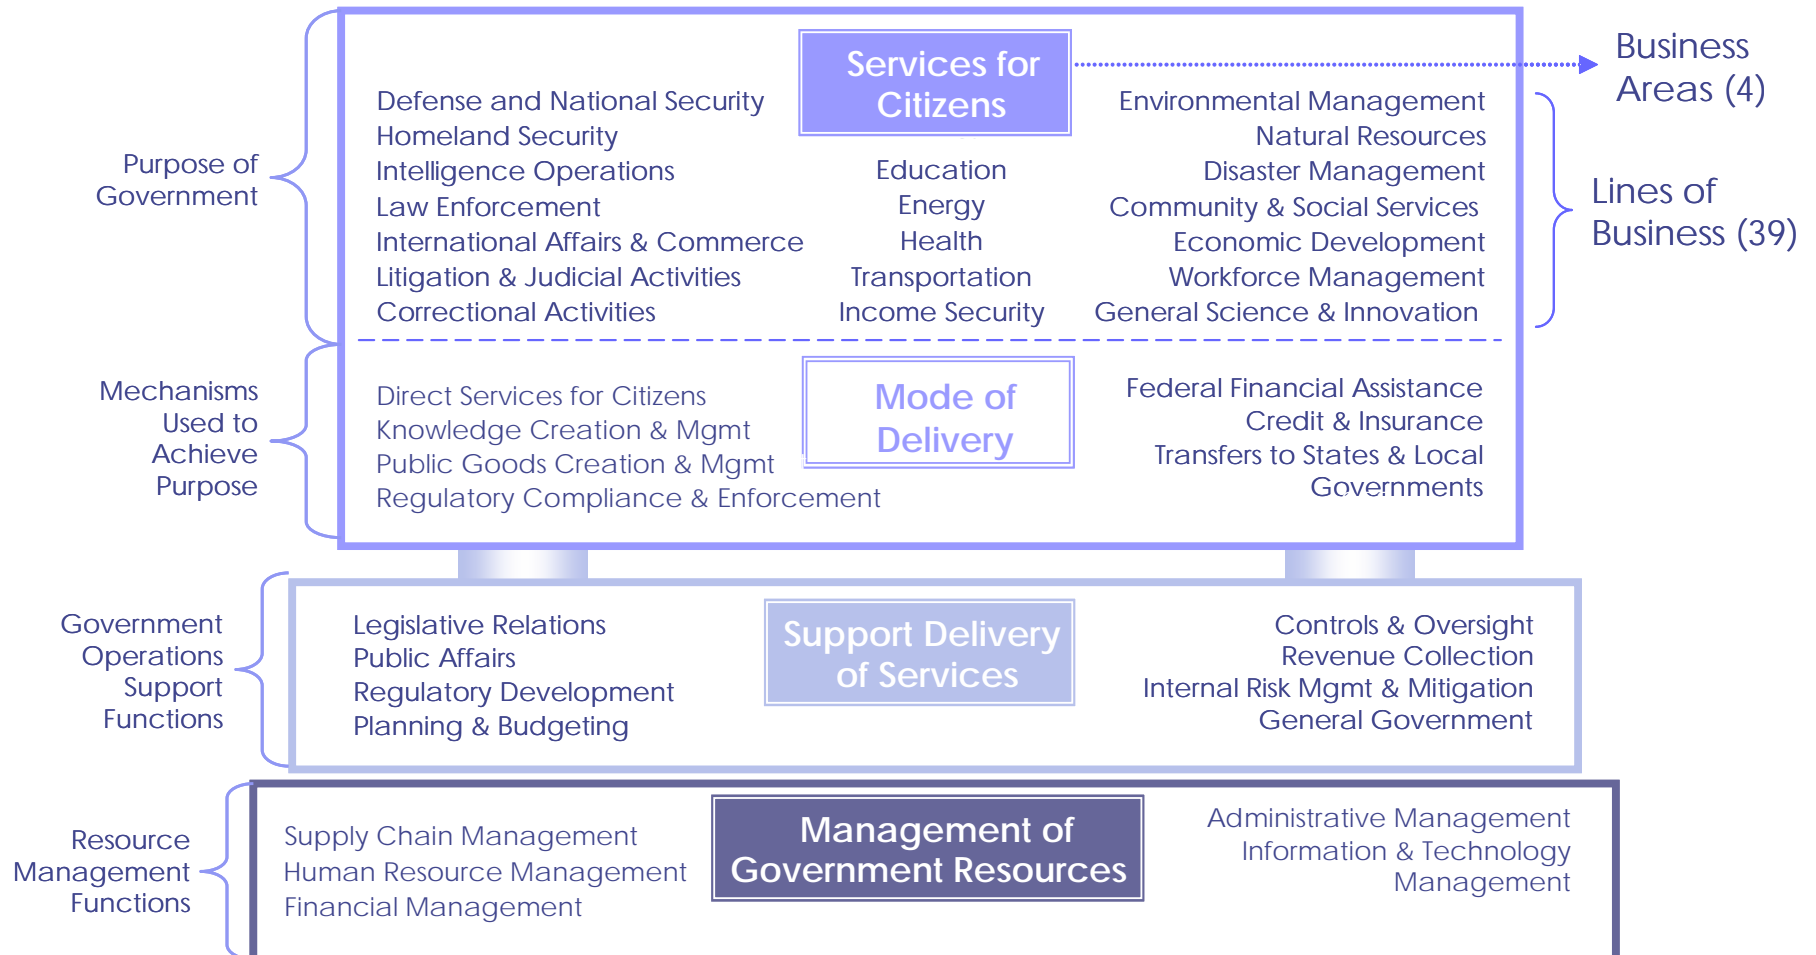 Services for
Citizens
Business
Areas (4)
Purpose of
Government
Defense and National Security
Homeland Security
Intelligence Operations
Law Enforcement
International Affairs & Commerce
Litigation & Judicial Activities
Correctional Activities
Education
Energy
Health
Transportation
Income Security
Environmental Management
Natural Resources
Disaster Management
Community & Social Services
Economic Development
Workforce Management
General Science & Innovation
Lines of
Business (39)
Mechanisms
Used to
Achieve
Purpose
Direct Services for Citizens
Knowledge Creation & Mgmt
Public Goods Creation & Mgmt
Regulatory Compliance & Enforcement
Mode of
Delivery
Federal Financial Assistance
Credit & Insurance
Transfers to States & Local
Governments
Government
Operations
Support
Functions
Legislative Relations
Public Affairs
Regulatory Development
Planning & Budgeting
Support Delivery
of Services
Controls & Oversight
Revenue Collection
Internal Risk Mgmt & Mitigation
General Government
Resource
Management
Functions
Supply Chain Management
Human Resource Management
Financial Management
Management of
Government Resources
Administrative Management
Information & Technology
Management